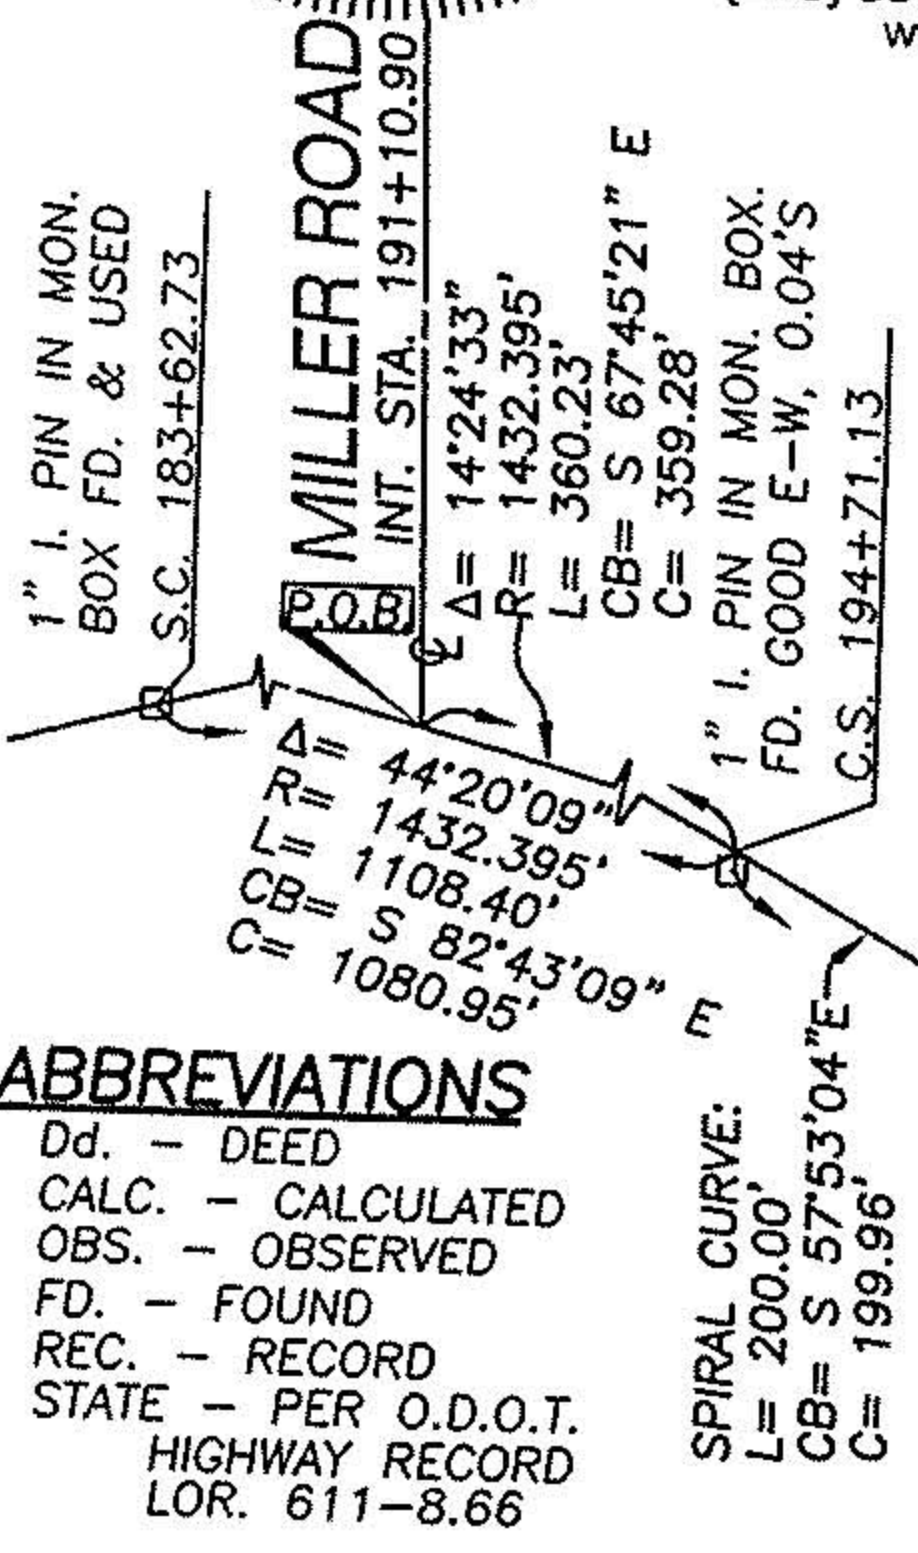 W
1" I. PIN IN MON.
BOX FD. & USED
S.C. 183+62.73
MILLER ROAD
INT. STA. 191+10.90
P.O.B.
℄
Δ= 14°24'33"
R= 1432.395'
L= 360.23'
CB= S 67°45'21" E
C= 359.28'
1" I. PIN IN MON. BOX.
FD. GOOD E-W, 0.04'S
C.S. 194+71.13
Δ= 44°20'09"
R= 1432.395'
L= 1108.40'
CB= S 82°43'09" E
C= 1080.95'
ABBREVIATIONS
Dd. - DEED
CALC. - CALCULATED
OBS. - OBSERVED
FD. - FOUND
REC. - RECORD
STATE - PER O.D.O.T.
HIGHWAY RECORD
LOR. 611-8.66
SPIRAL CURVE:
L= 200.00'
CB= S 57°53'04"E
C= 199.96'